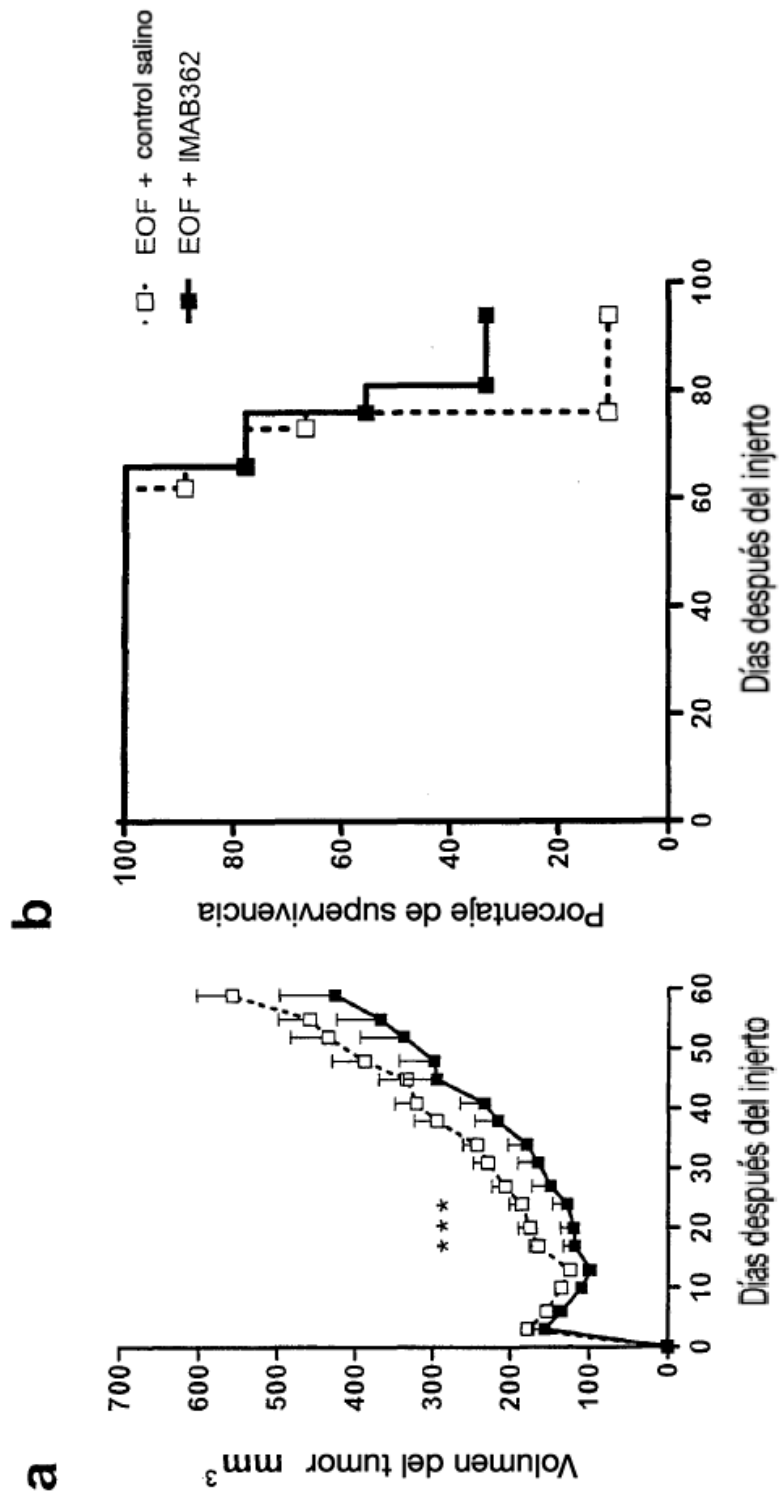 a
Volumen del tumor mm³
700
600
500
400
300
200
100
0
***
0 10 20 30 40 50 60
Días después del injerto
b
Porcentaje de supervivencia
100
80
60
40
20
0 20 40 60 80 100
Días después del injerto
EOF + control salino
EOF + IMAB362